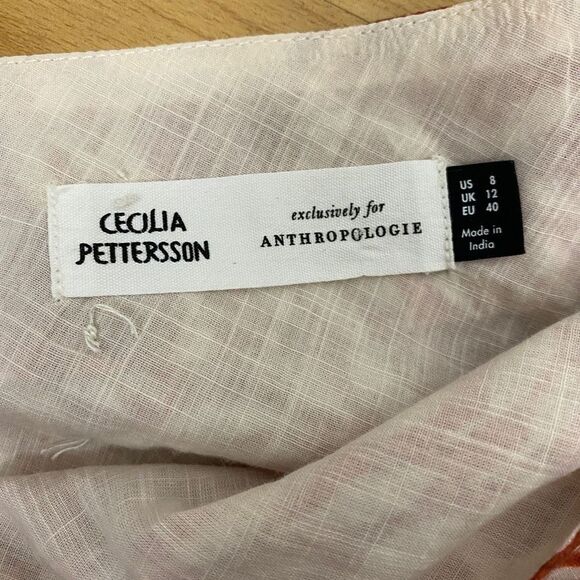 CECILIA
PETTERSSON
exclusively for
ANTHROPOLOGIE
US 8
UK 12
EU 40
Made in
India